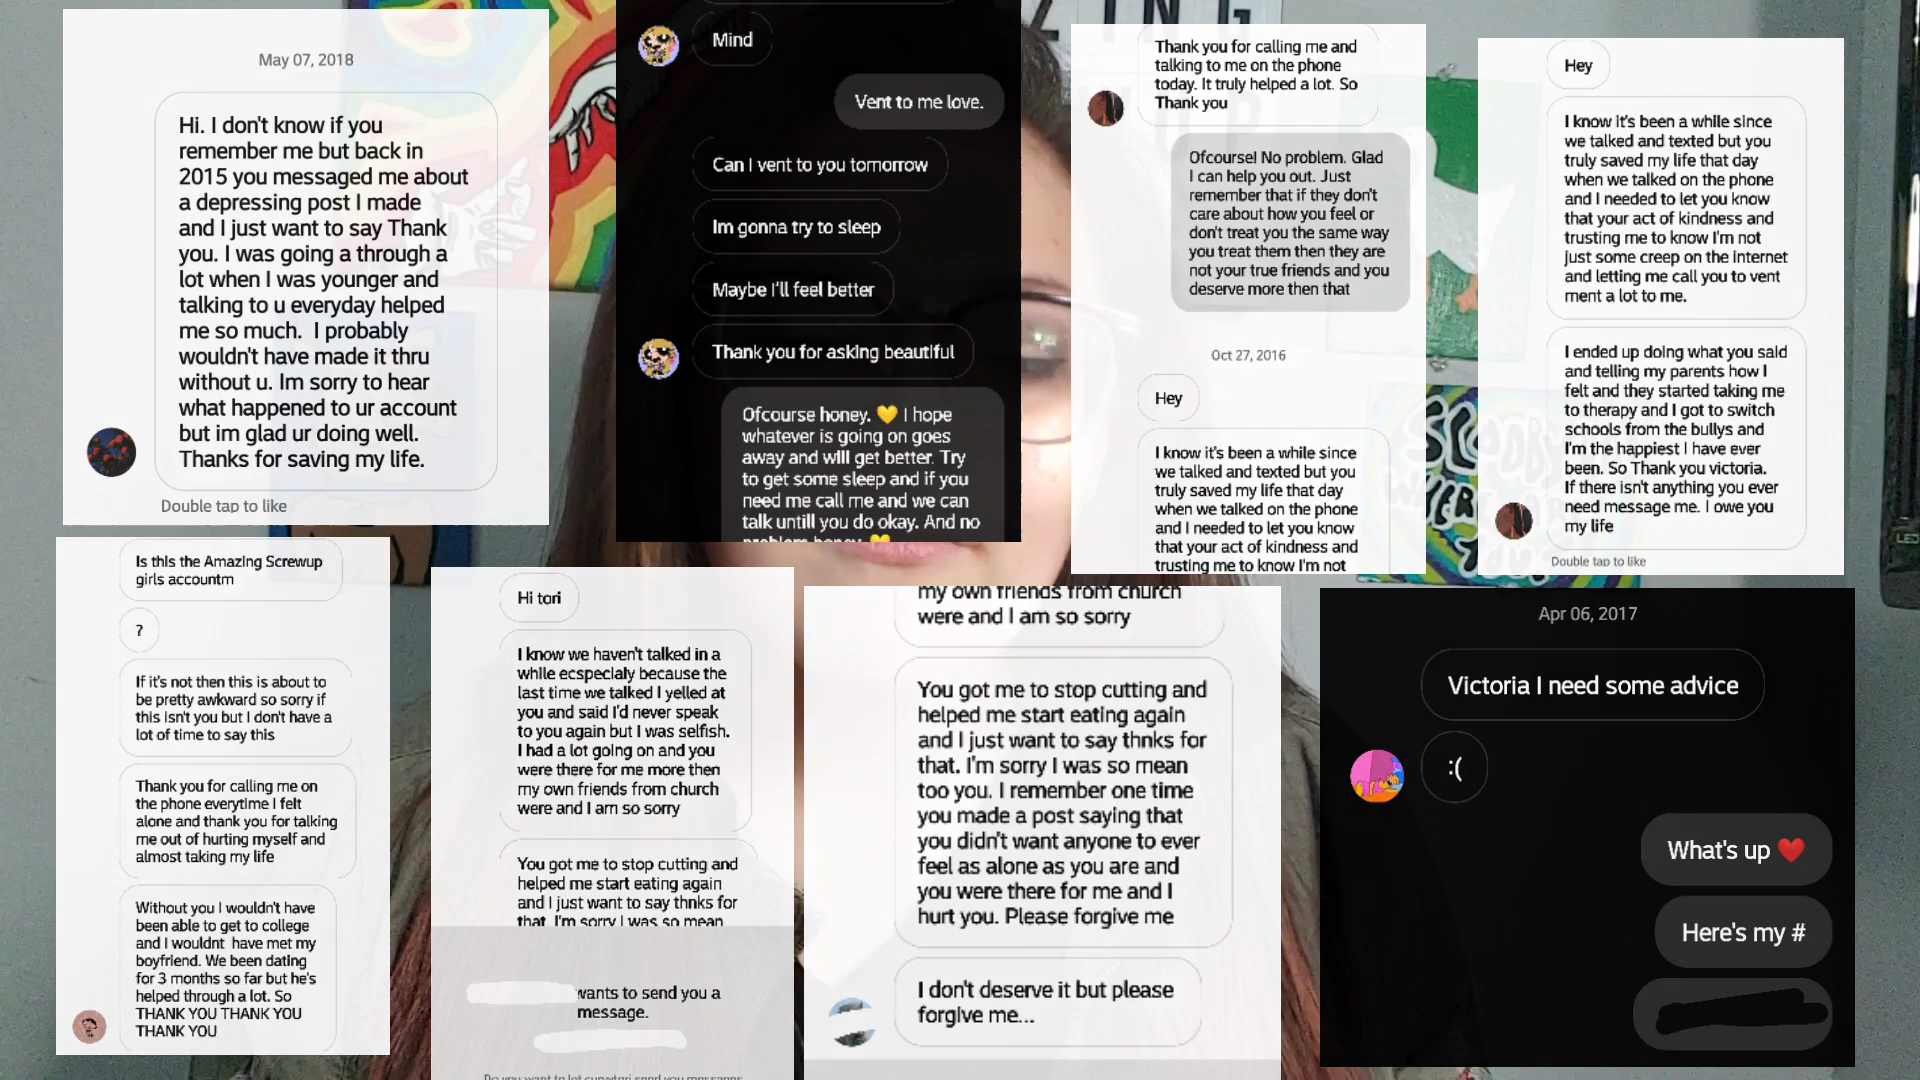 May 07, 2018
Hi. I don't know if you
remember me but back in
2015 you messaged me about
a depressing post I made
and I just want to say Thank
you. I was going a through a
lot when I was younger and
talking to u everyday helped
me so much. I probably
wouldn't have made it thru
without u. Im sorry to hear
what happened to ur account
but im glad ur doing well.
Thanks for saving my life.
Double tap to like
Mind
Vent to me love.
Can I vent to you tomorrow
Im gonna try to sleep
Maybe I'll feel better
Thank you for asking beautiful
Ofcourse honey. 💛 I hope
whatever is going on goes
away and will get better. Try
to get some sleep and if you
need me call me and we can
talk untill you do okay. And no
problem honey 💛
ZING
UP
Thank you for calling me and
talking to me on the phone
today. It truly helped a lot. So
Thank you
Ofcourse! No problem. Glad
I can help you out. Just
remember that if they don't
care about how you feel or
don't treat you the same way
you treat them then they are
not your true friends and you
deserve more then that
Oct 27, 2016
Hey
I know it's been a while since
we talked and texted but you
truly saved my life that day
when we talked on the phone
and I needed to let you know
that your act of kindness and
trusting me to know I'm not
Hey
I know it's been a while since
we talked and texted but you
truly saved my life that day
when we talked on the phone
and I needed to let you know
that your act of kindness and
trusting me to know I'm not
just some creep on the internet
and letting me call you to vent
ment a lot to me.
I ended up doing what you said
and telling my parents how I
felt and they started taking me
to therapy and I got to switch
schools from the bullys and
I'm the happiest I have ever
been. So Thank you victoria.
If there isn't anything you ever
need message me. I owe you
my life
Double tap to like
SCOOBY
WHERE
YOU
LED
Is this the Amazing Screwup
girls accountm
?
If it's not then this is about to
be pretty awkward so sorry if
this isn't you but I don't have a
lot of time to say this
Thank you for calling me on
the phone everytime I felt
alone and thank you for talking
me out of hurting myself and
almost taking my life
Without you I wouldn't have
been able to get to college
and I wouldnt have met my
boyfriend. We been dating
for 3 months so far but he's
helped through a lot. So
THANK YOU THANK YOU
THANK YOU
Hi tori
I know we haven't talked in a
while ecspecialy because the
last time we talked I yelled at
you and said I'd never speak
to you again but I was selfish.
I had a lot going on and you
were there for me more then
my own friends from church
were and I am so sorry
You got me to stop cutting and
helped me start eating again
and I just want to say thnks for
that. I'm sorry I was so mean
wants to send you a
message.
my own friends from church
were and I am so sorry
You got me to stop cutting and
helped me start eating again
and I just want to say thnks for
that. I'm sorry I was so mean
too you. I remember one time
you made a post saying that
you didn't want anyone to ever
feel as alone as you are and
you were there for me and I
hurt you. Please forgive me
I don't deserve it but please
forgive me...
Apr 06, 2017
Victoria I need some advice
:(
What's up ❤️
Here's my #